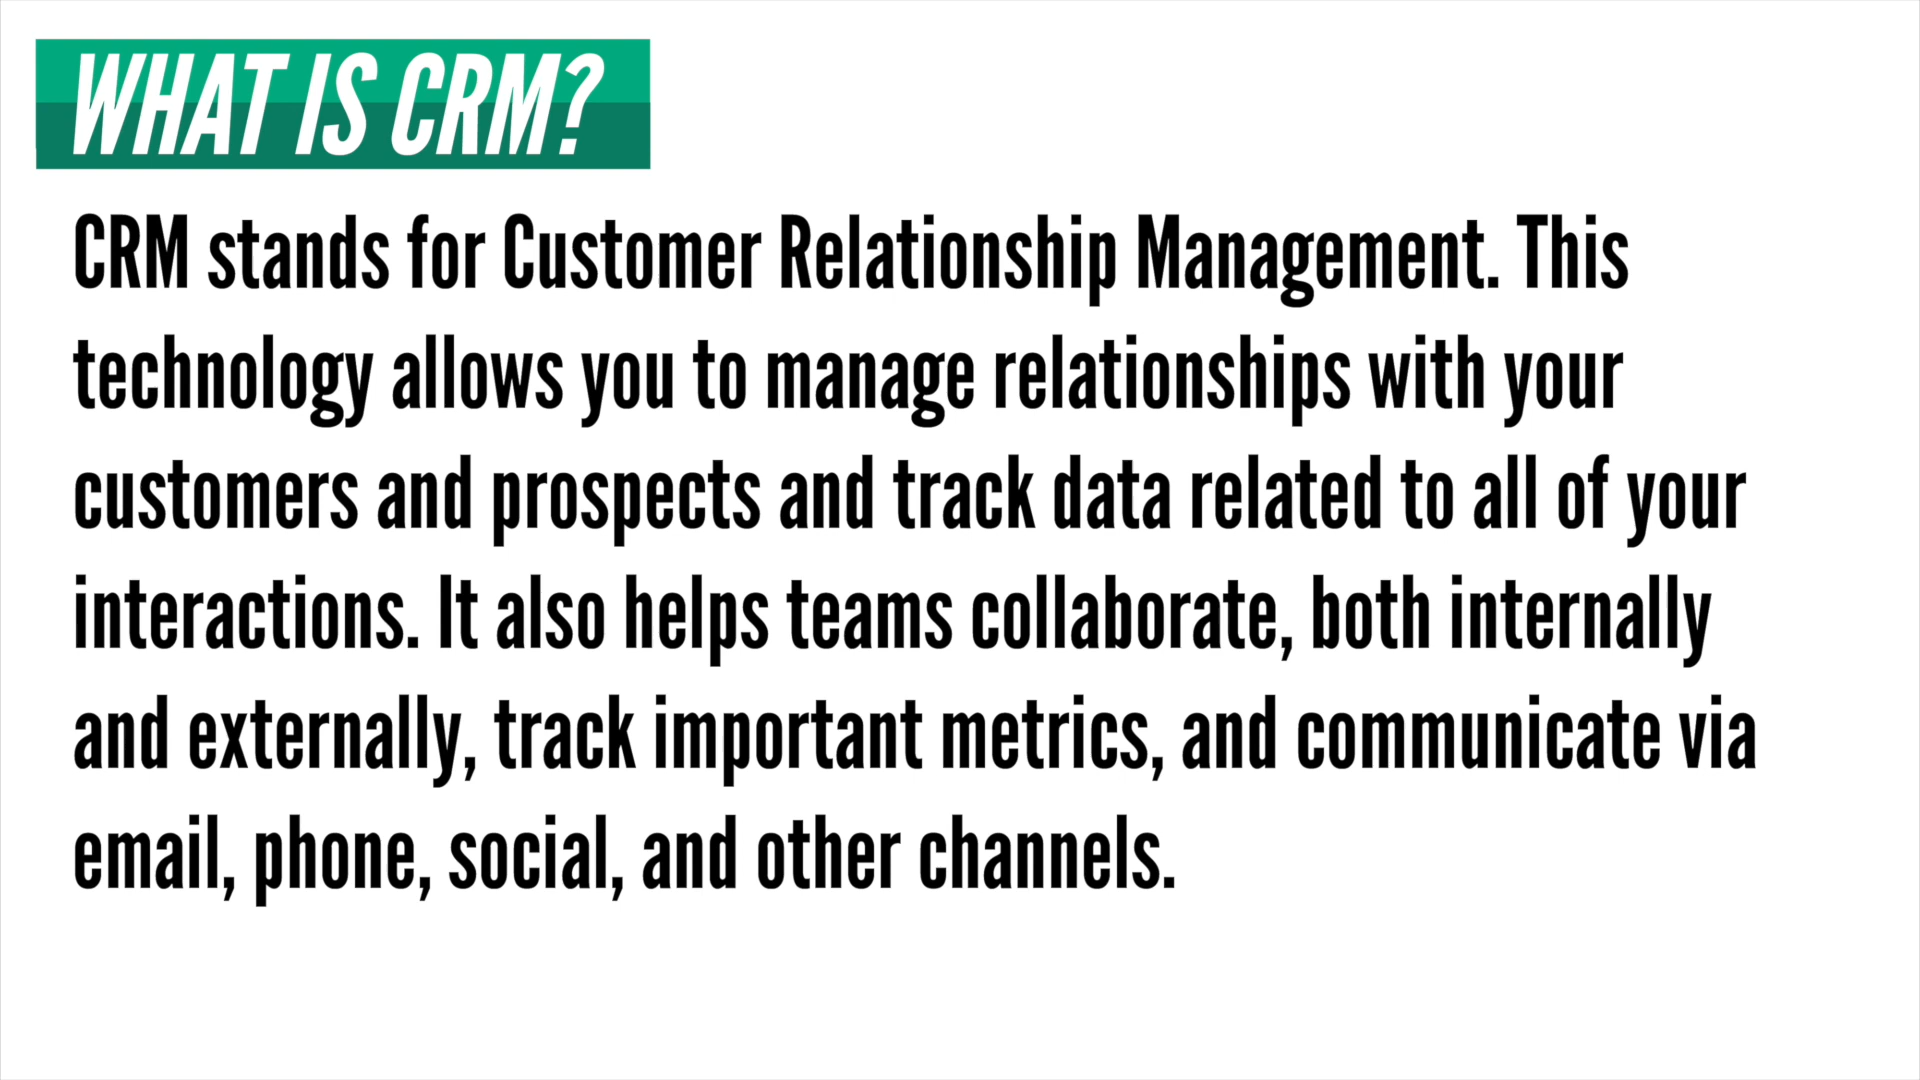 WHAT IS CRM?
CRM stands for Customer Relationship Management. This
technology allows you to manage relationships with your
customers and prospects and track data related to all of your
interactions. It also helps teams collaborate, both internally
and externally, track important metrics, and communicate via
email, phone, social, and other channels.